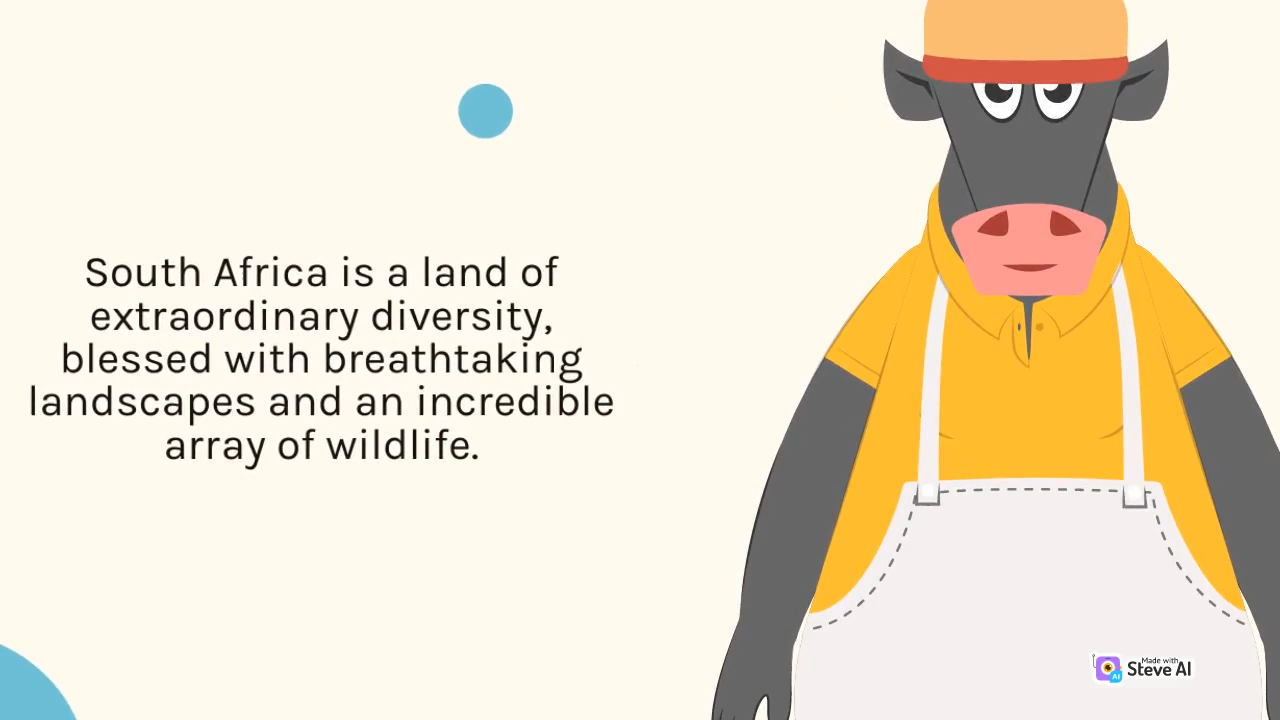 South Africa is a land of
extraordinary diversity,
blessed with breathtaking
landscapes and an incredible
array of wildlife.
Made with
Steve AI
AI